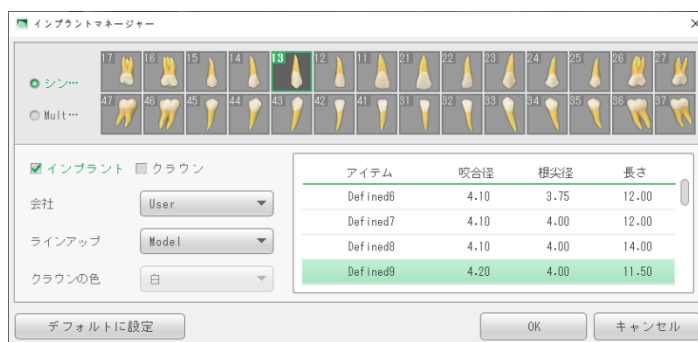 インプラントマネージャー
17 16 15 14 13 12 11 21 22 23 24 25 26 27
シン…
Mult…
47 46 45 44 43 42 41 31 32 33 34 35 36 37
インプラント クラウン
会社 User
ラインアップ Model
クラウンの色 白
アイテム 咬合径 根尖径 長さ
Defined6 4.10 3.75 12.00
Defined7 4.10 4.00 12.00
Defined8 4.10 4.00 14.00
Defined9 4.20 4.00 11.50
デフォルトに設定 OK キャンセル